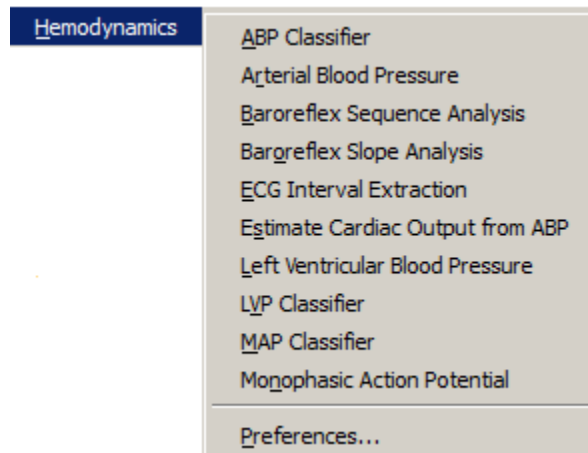 Hemodynamics
ABP Classifier
Arterial Blood Pressure
Baroreflex Sequence Analysis
Baroreflex Slope Analysis
ECG Interval Extraction
Estimate Cardiac Output from ABP
Left Ventricular Blood Pressure
LVP Classifier
MAP Classifier
Monophasic Action Potential
Preferences...